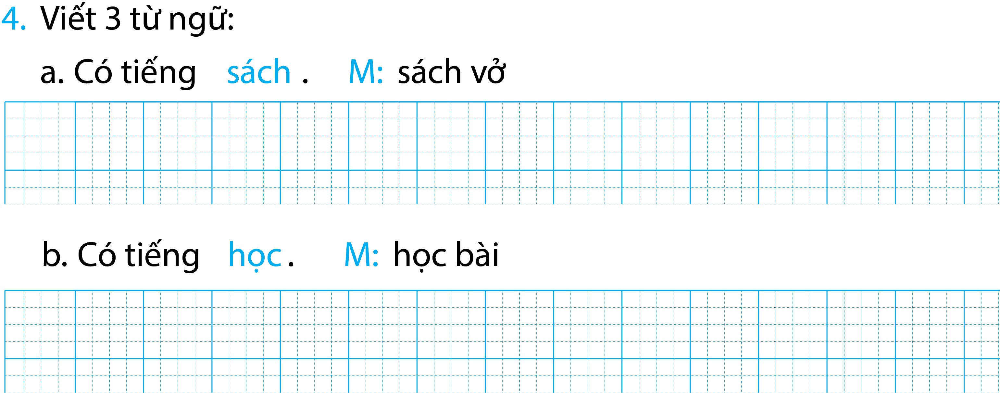 4. Viết 3 từ ngữ:
a. Có tiếng sách . M: sách vở
b. Có tiếng học . M: học bài